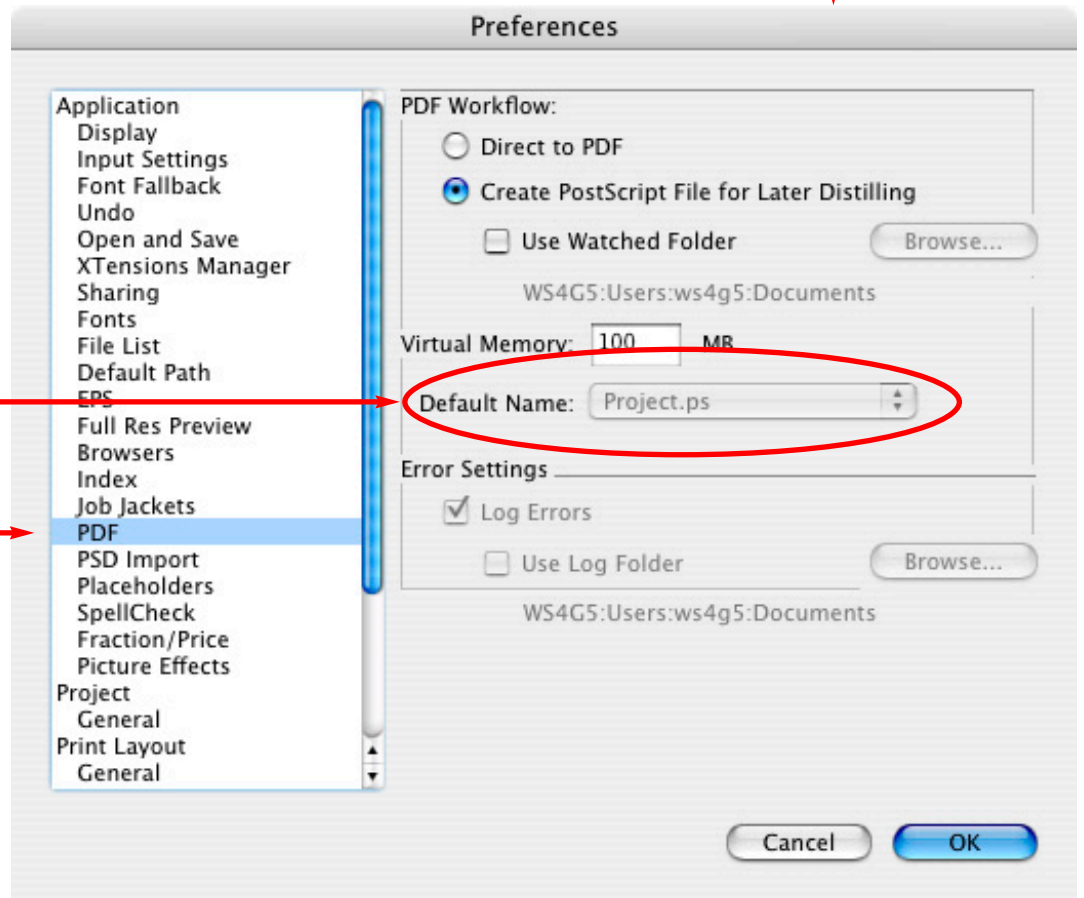 Preferences
Application
Display
Input Settings
Font Fallback
Undo
Open and Save
XTensions Manager
Sharing
Fonts
File List
Default Path
EPS
Full Res Preview
Browsers
Index
Job Jackets
PDF
PSD Import
Placeholders
SpellCheck
Fraction/Price
Picture Effects
Project
General
Print Layout
General
PDF Workflow:
Direct to PDF
Create PostScript File for Later Distilling
Use Watched Folder Browse...
WS4G5:Users:ws4g5:Documents
Virtual Memory: 100 MB
Default Name: Project.ps
Error Settings
Log Errors
Use Log Folder Browse...
WS4G5:Users:ws4g5:Documents
Cancel OK